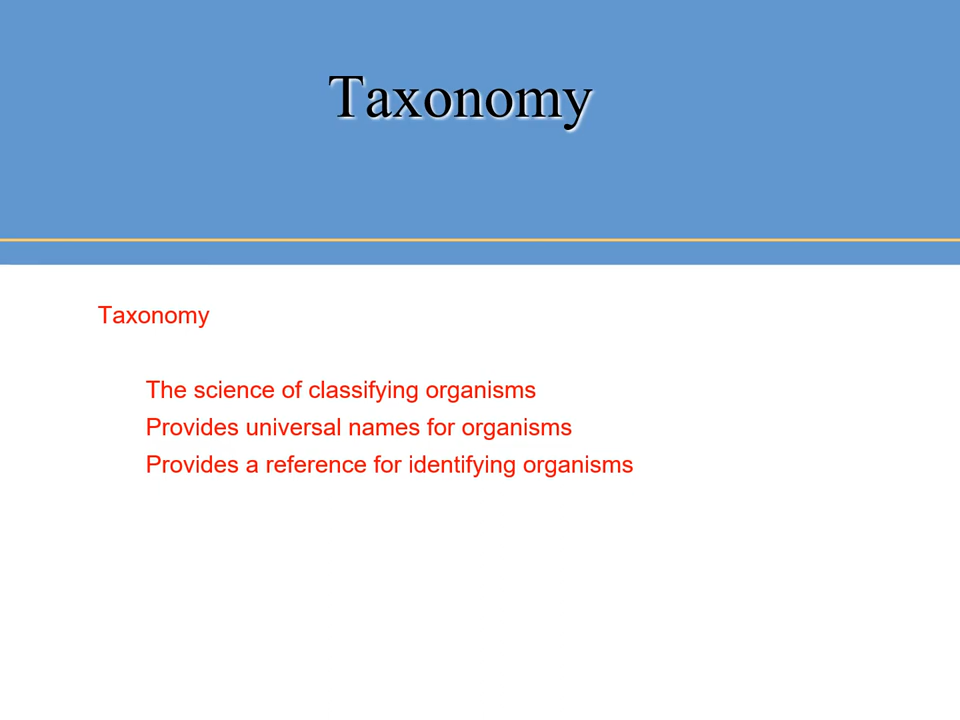 Taxonomy
Taxonomy
The science of classifying organisms
Provides universal names for organisms
Provides a reference for identifying organisms